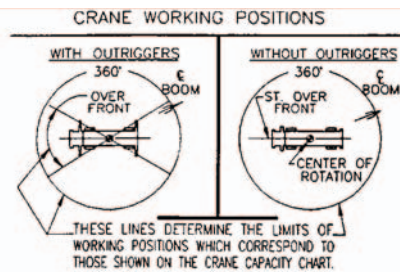 CRANE WORKING POSITIONS
WITH OUTRIGGERS
360°
℄
BOOM
OVER
FRONT
WITHOUT OUTRIGGERS
360°
℄
BOOM
ST. OVER
FRONT
CENTER OF
ROTATION
THESE LINES DETERMINE THE LIMITS OF
WORKING POSITIONS WHICH CORRESPOND TO
THOSE SHOWN ON THE CRANE CAPACITY CHART.